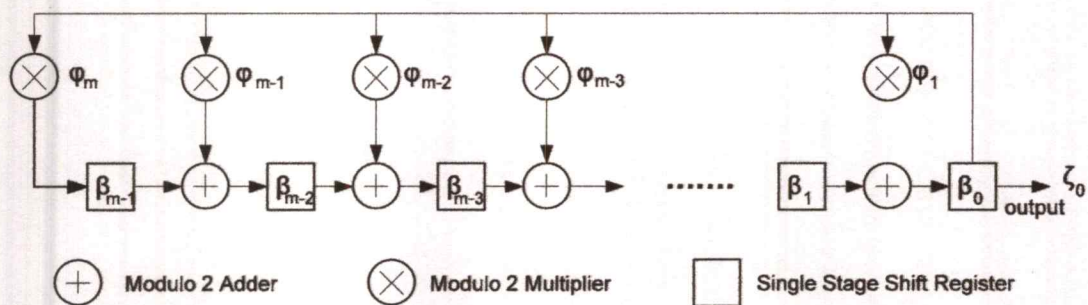 φm φm-1 φm-2 φm-3 φ1
βm-1 βm-2 βm-3 ........ β1 β0 ζ0
output
Modulo 2 Adder Modulo 2 Multiplier Single Stage Shift Register